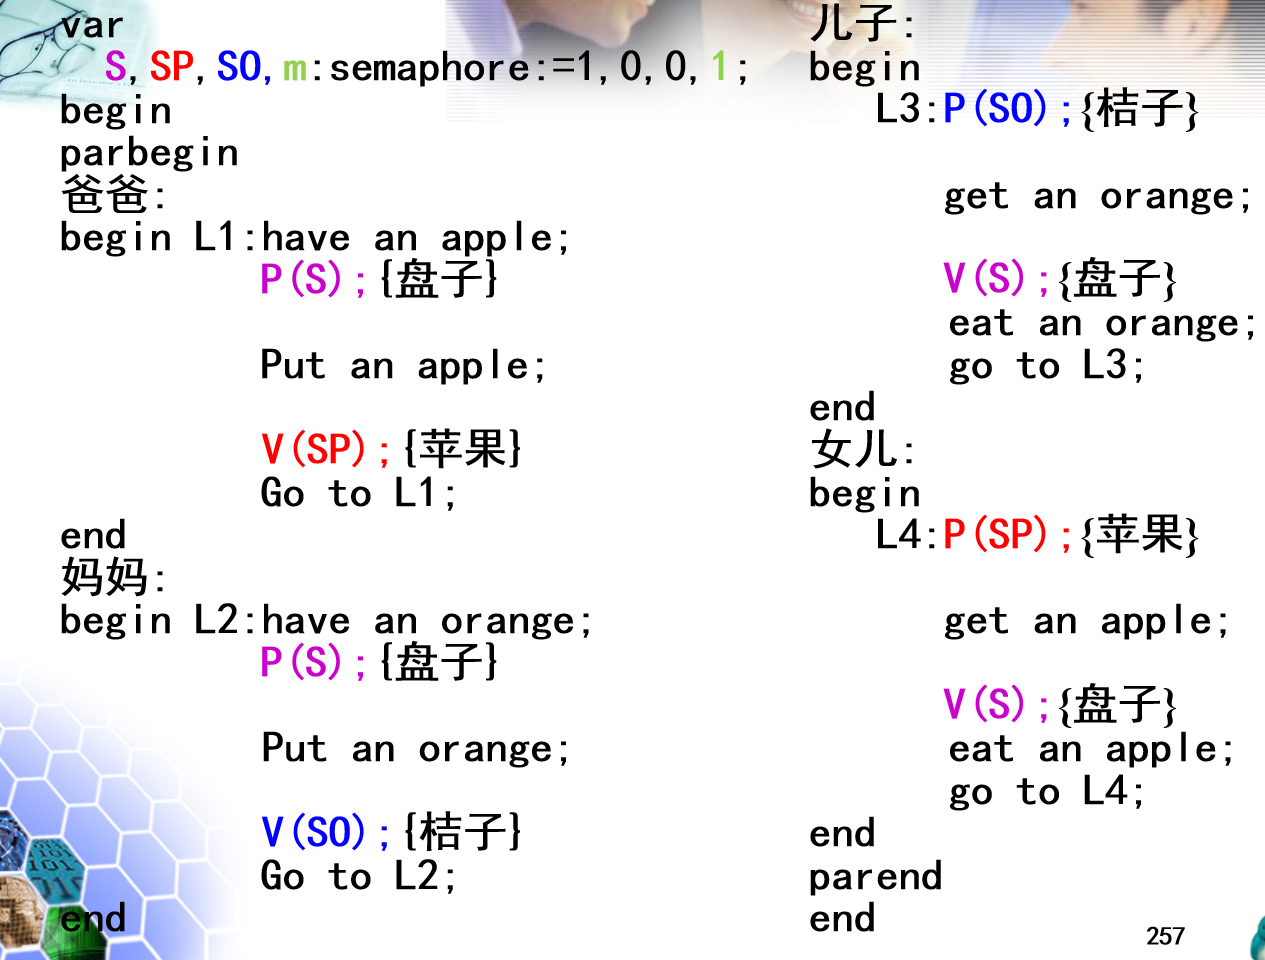 var
S,SP,SO,m:semaphore:=1,0,0,1;
begin
parbegin
爸爸:
begin L1:have an apple;
P(S);{盘子}
Put an apple;
V(SP);{苹果}
Go to L1;
end
妈妈:
begin L2:have an orange;
P(S);{盘子}
Put an orange;
V(SO);{桔子}
Go to L2;
end
儿子:
begin
L3:P(SO);{桔子}
get an orange;
V(S);{盘子}
eat an orange;
go to L3;
end
女儿:
begin
L4:P(SP);{苹果}
get an apple;
V(S);{盘子}
eat an apple;
go to L4;
end
parend
end
257